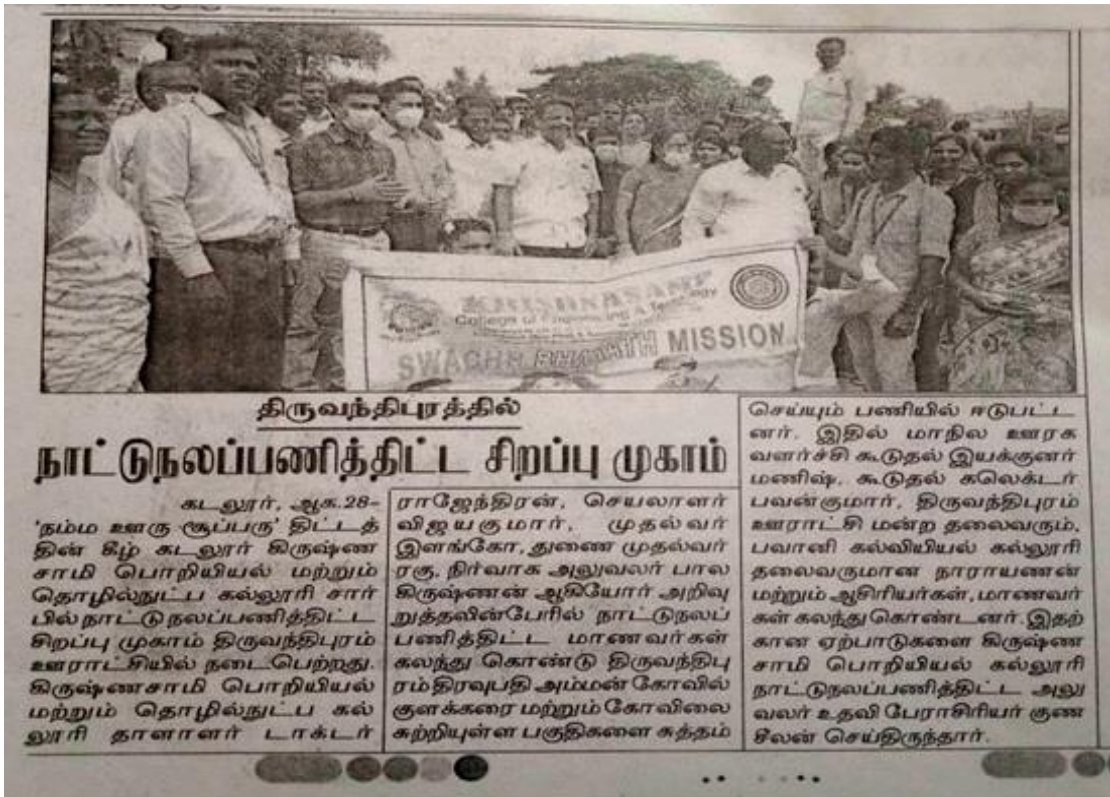 KRISHNASAMY
College of Engineering & Technology
SWACHH BHARATH MISSION
திருவந்திபுரத்தில்
நாட்டுநலப்பணித்திட்ட சிறப்பு முகாம்
கடலூர், ஆக.28-
'நம்ம ஊரு சூப்பரு' திட்டத்
தின் கீழ் கடலூர் கிருஷ்ண
சாமி பொறியியல் மற்றும்
தொழில்நுட்ப கல்லூரி சார்
பில் நாட்டுநலப்பணித்திட்ட
சிறப்பு முகாம் திருவந்திபுரம்
ஊராட்சியில் நடைபெற்றது.
கிருஷ்ணசாமி பொறியியல்
மற்றும் தொழில்நுட்ப கல்
லூரி தாளாளர் டாக்டர்
ராஜேந்திரன், செயலாளர்
விஜயகுமார், முதல்வர்
இளங்கோ, துணை முதல்வர்
ரகு, நிர்வாக அலுவலர் பால
கிருஷ்ணன் ஆகியோர் அறிவு
றுத்தலின்பேரில் நாட்டுநலப்
பணித்திட்ட மாணவர்கள்
கலந்து கொண்டு திருவந்திபு
ரம் திரவுபதி அம்மன் கோவில்
குளக்கரை மற்றும் கோவிலை
சுற்றியுள்ள பகுதிகளை சுத்தம்
செய்யும் பணியில் ஈடுபட்ட
னர். இதில் மாநில ஊரக
வளர்ச்சி கூடுதல் இயக்குனர்
மணிஷ், கூடுதல் கலெக்டர்
பவன்குமார், திருவந்திபுரம்
ஊராட்சி மன்ற தலைவரும்,
பவானி கல்வியியல் கல்லூரி
தலைவருமான நாராயணன்
மற்றும் ஆசிரியர்கள், மாணவர்
கள் கலந்து கொண்டனர். இதற்
கான ஏற்பாடுகளை கிருஷ்ண
சாமி பொறியியல் கல்லூரி
நாட்டுநலப்பணித்திட்ட அலு
வலர் உதவி பேராசிரியர் குண
சீலன் செய்திருந்தார்.